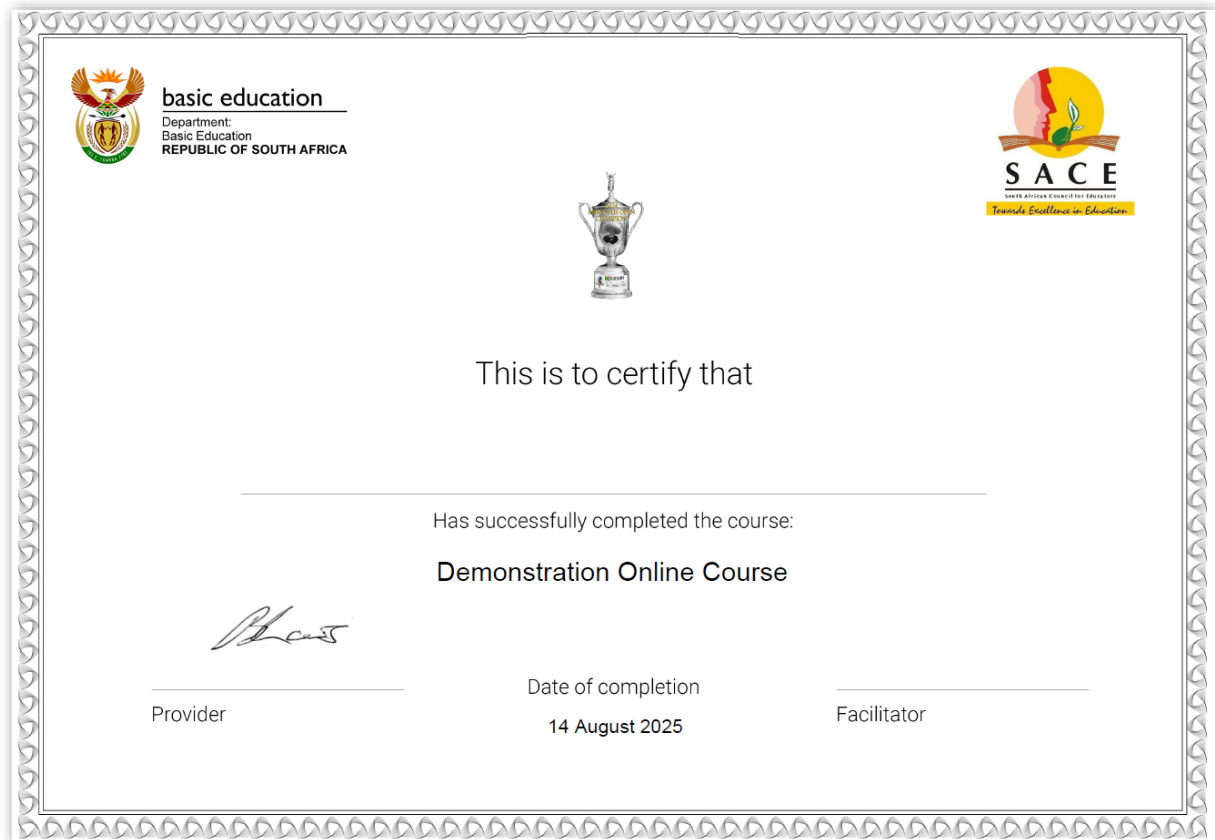 basic education
Department:
Basic Education
REPUBLIC OF SOUTH AFRICA
SACE
South African Council for Educators
Towards Excellence in Education
This is to certify that
Has successfully completed the course:
Demonstration Online Course
Provider
Date of completion
14 August 2025
Facilitator